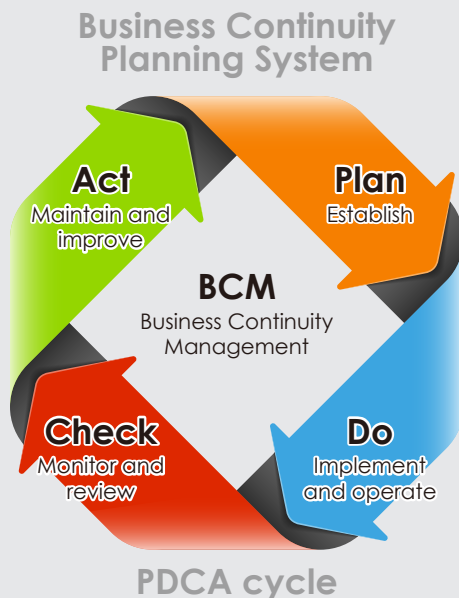 Business Continuity
Planning System
Act
Maintain and
improve
Plan
Establish
BCM
Business Continuity
Management
Check
Monitor and
review
Do
Implement
and operate
PDCA cycle